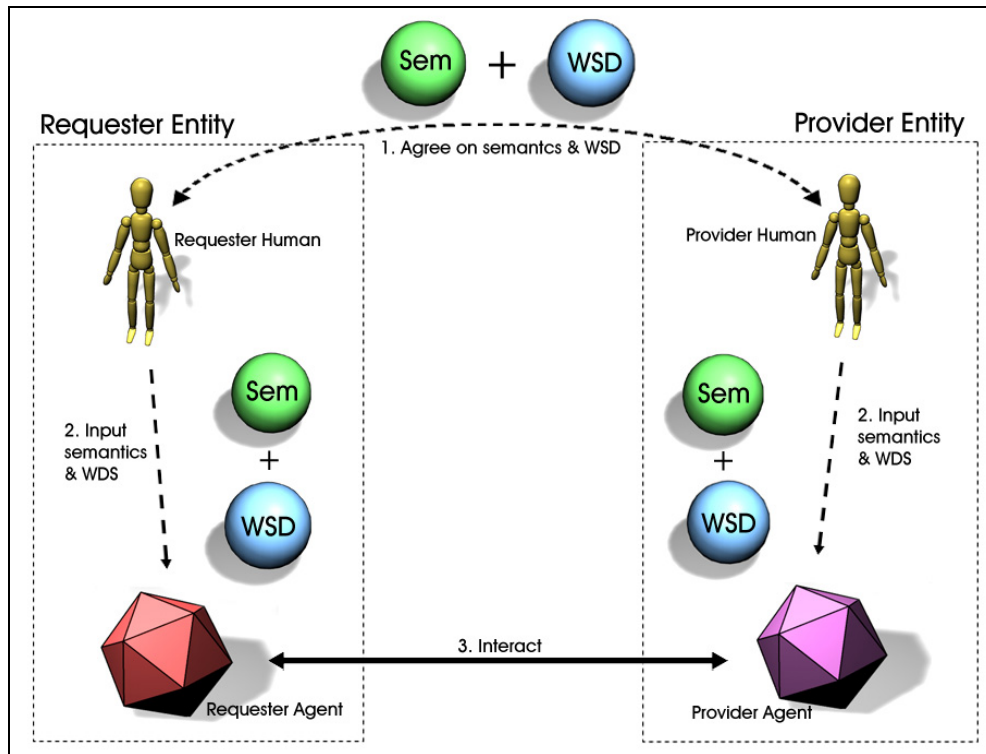 Sem + WSD
Requester Entity
Provider Entity
1. Agree on semantcs & WSD
Requester Human
Provider Human
Sem
+
WSD
2. Input
semantics
& WDS
Sem
+
WSD
2. Input
semantics
& WDS
3. Interact
Requester Agent
Provider Agent